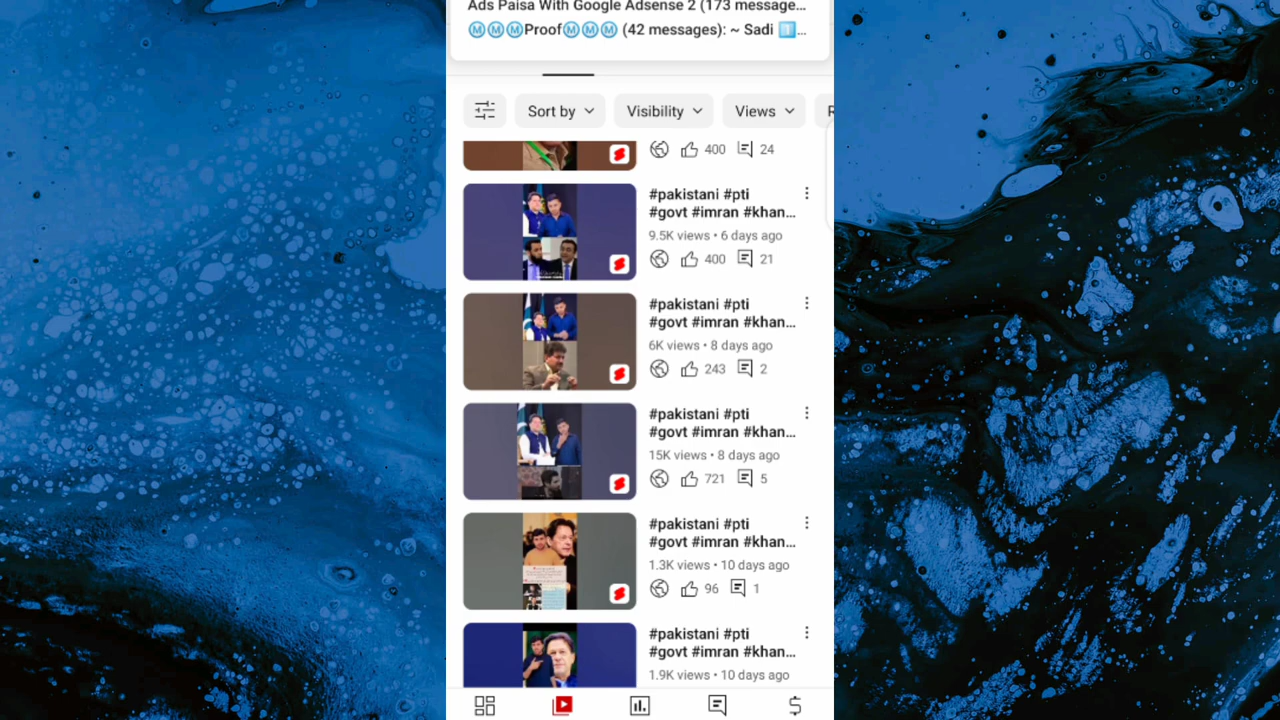 Ads Paisa With Google Adsense 2 (173 message...
ⓂⓂⓂProofⓂⓂⓂ (42 messages): ~ Sadi 1️⃣...
Sort by
Visibility
Views
400 24
#pakistani #pti
#govt #imran #khan...
9.5K views • 6 days ago
400 21
#pakistani #pti
#govt #imran #khan...
6K views • 8 days ago
243 2
#pakistani #pti
#govt #imran #khan...
15K views • 8 days ago
721 5
#pakistani #pti
#govt #imran #khan...
1.3K views • 10 days ago
96 1
#pakistani #pti
#govt #imran #khan...
1.9K views • 10 days ago